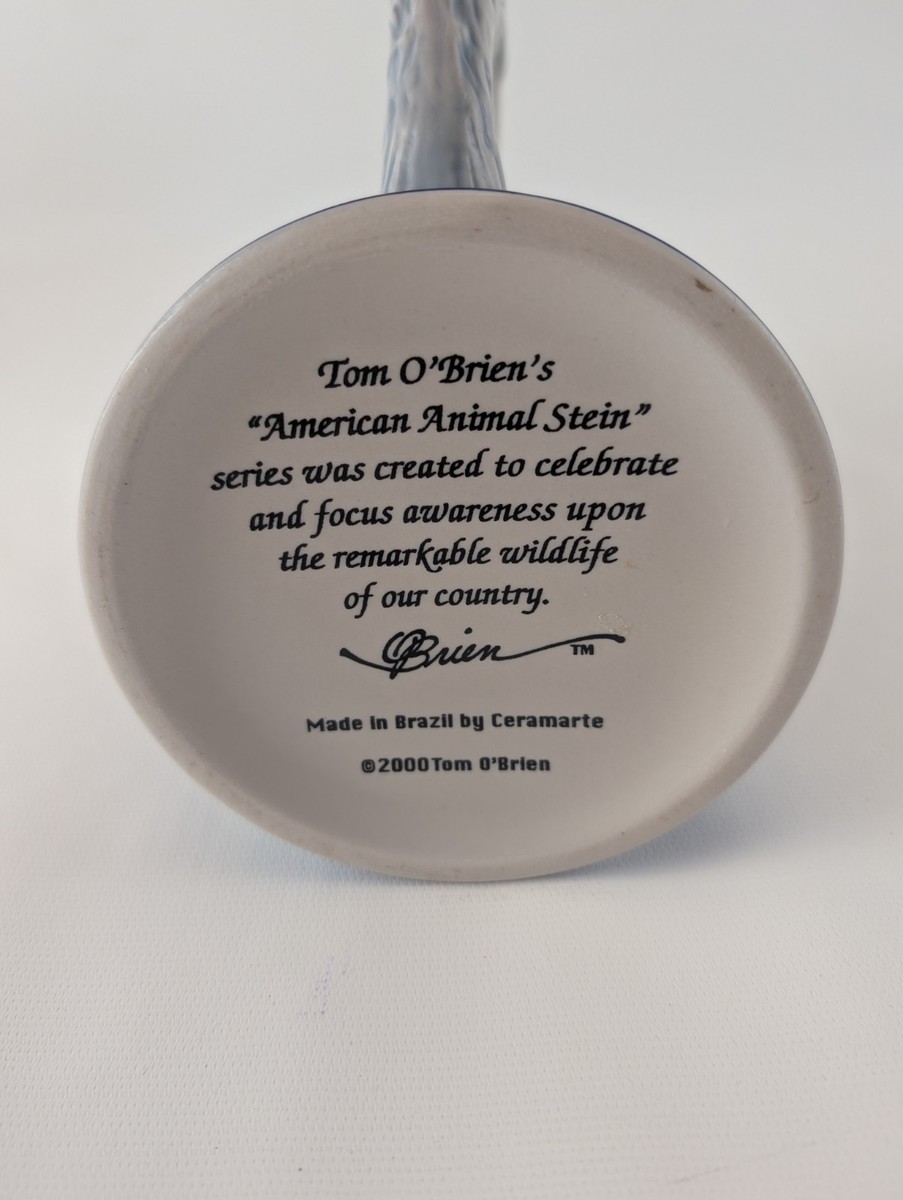 Tom O'Brien's
“American Animal Stein”
series was created to celebrate
and focus awareness upon
the remarkable wildlife
of our country.
O'Brien ™
Made in Brazil by Ceramarte
©2000 Tom O'Brien